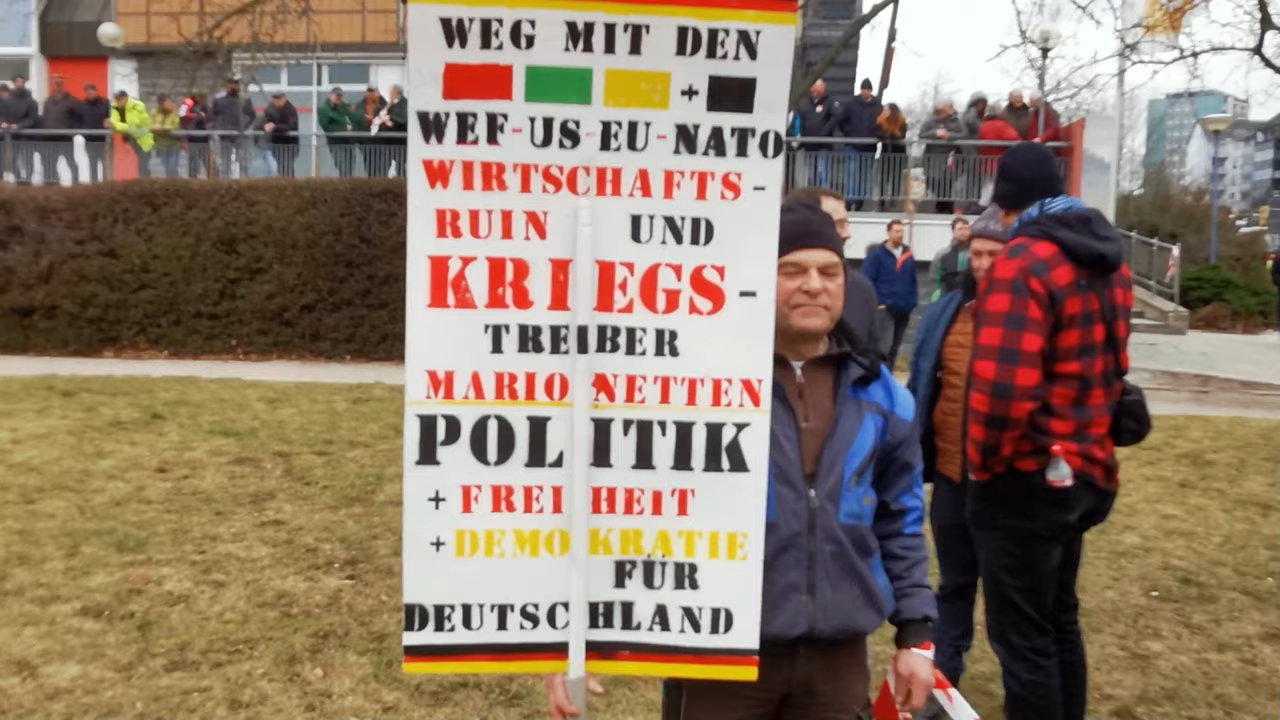 WEG MIT DEN
+
WEF-US-EU-NATO
WIRTSCHAFTS-
RUIN UND
KRIEGS-
TREIBER
MARIONETTEN
POLITIK
+ FREIHEIT
+ DEMOKRATIE
FÜR
DEUTSCHLAND